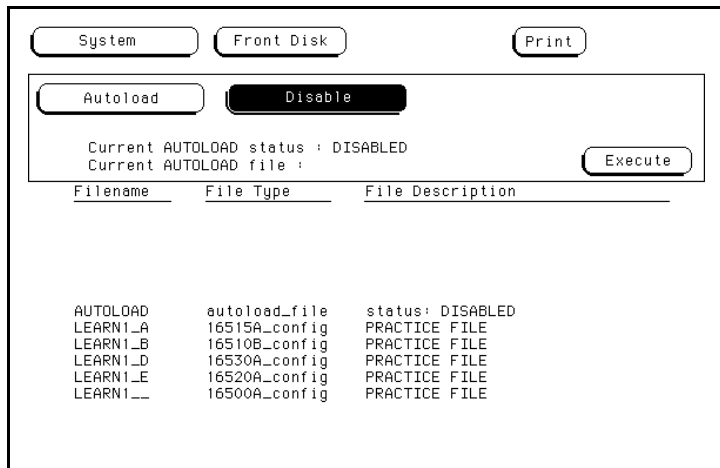 System Front Disk Print
Autoload Disable
Current AUTOLOAD status : DISABLED
Current AUTOLOAD file :
Execute
Filename File Type File Description
AUTOLOAD autoload_file status: DISABLED
LEARN1_A 16515A_config PRACTICE FILE
LEARN1_B 16510B_config PRACTICE FILE
LEARN1_D 16530A_config PRACTICE FILE
LEARN1_E 16520A_config PRACTICE FILE
LEARN1__ 16500A_config PRACTICE FILE